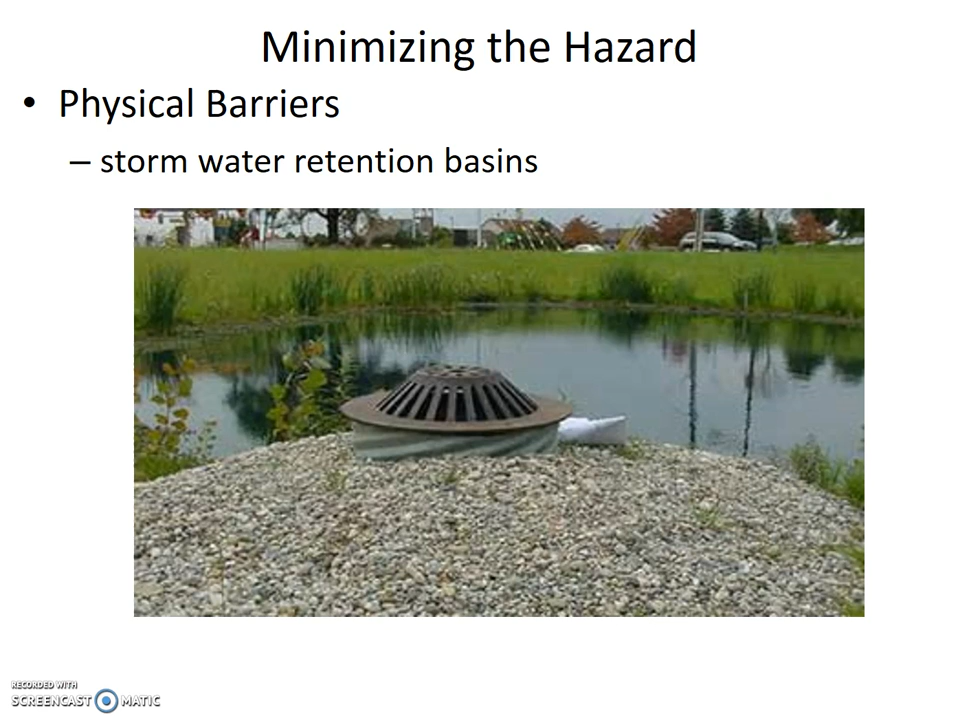 Minimizing the Hazard
• Physical Barriers
– storm water retention basins
RECORDED WITH
SCREENCAST MATIC